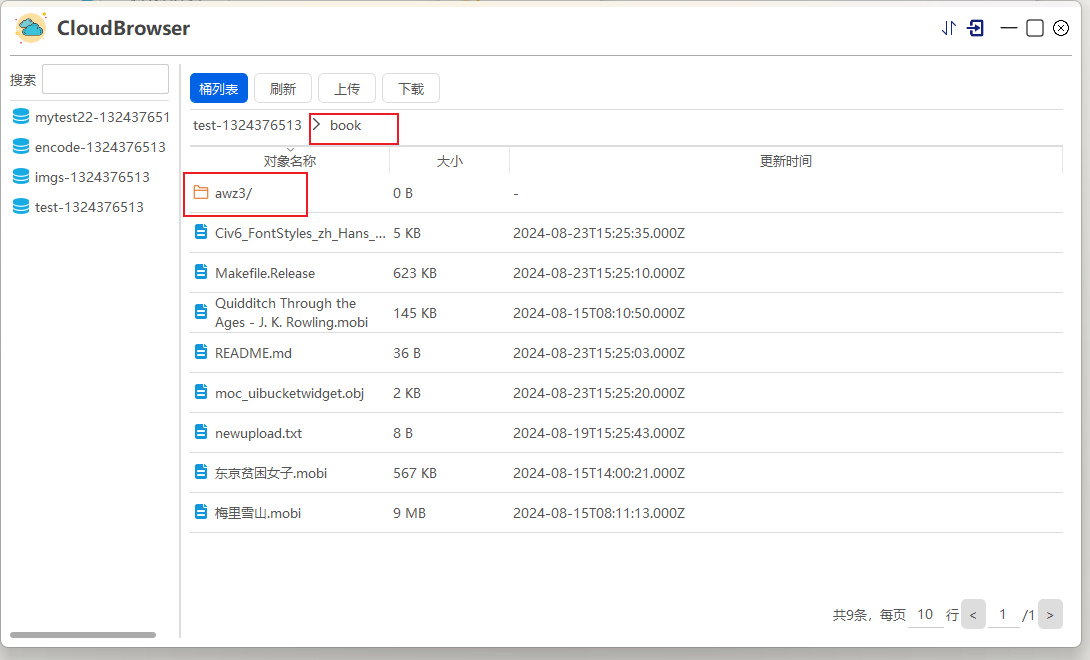 CloudBrowser
搜索
mytest22-132437651
encode-1324376513
imgs-1324376513
test-1324376513
桶列表 刷新 上传 下载
test-1324376513 > book
对象名称 大小 更新时间
awz3/ 0 B -
Civ6_FontStyles_zh_Hans_... 5 KB 2024-08-23T15:25:35.000Z
Makefile.Release 623 KB 2024-08-23T15:25:10.000Z
Quidditch Through the
Ages - J. K. Rowling.mobi 145 KB 2024-08-15T08:10:50.000Z
README.md 36 B 2024-08-23T15:25:03.000Z
moc_uibucketwidget.obj 2 KB 2024-08-23T15:25:20.000Z
newupload.txt 8 B 2024-08-19T15:25:43.000Z
东京贫困女子.mobi 567 KB 2024-08-15T14:00:21.000Z
梅里雪山.mobi 9 MB 2024-08-15T08:11:13.000Z
共9条，每页 10 行 < 1 /1 >